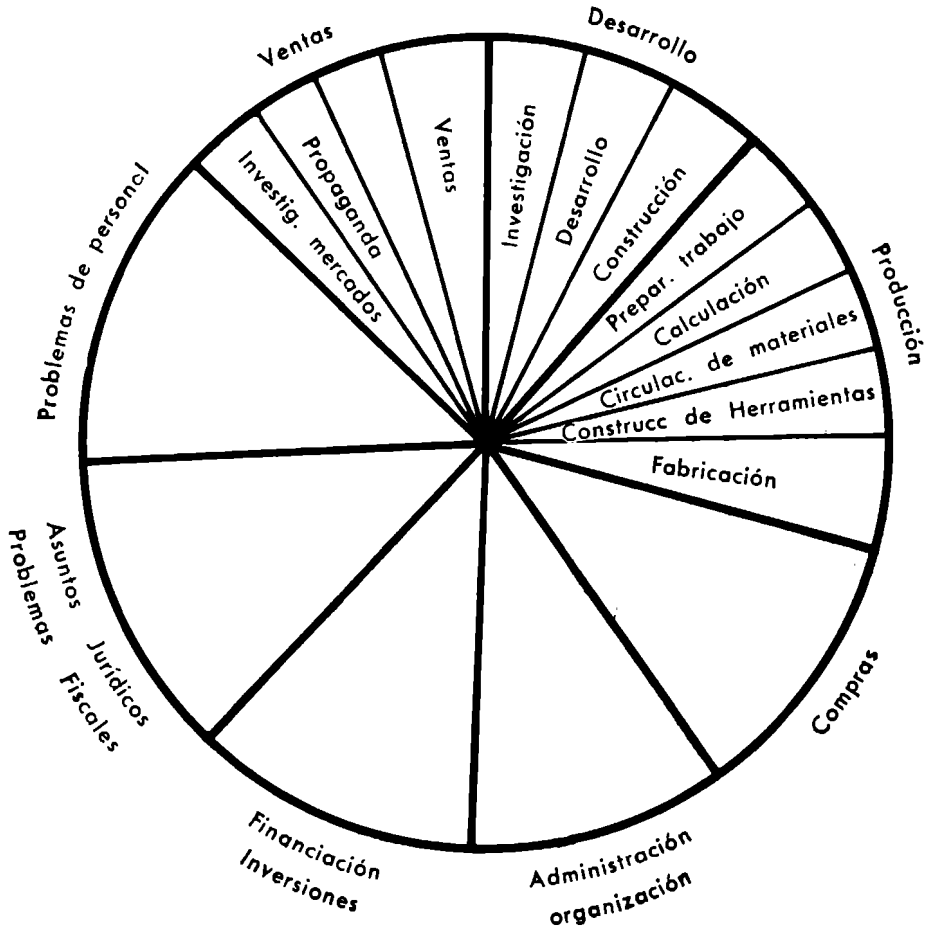 Ventas
Desarrollo
Producción
Compras
Administración
organización
Financiación
Inversiones
Asuntos Jurídicos
Problemas Fiscales
Problemas de personal
Investig. mercados
Propaganda
Ventas
Investigación
Desarrollo
Construcción
Prepar. trabajo
Calculación
Circulac. de materiales
Construcc de Herramientas
Fabricación